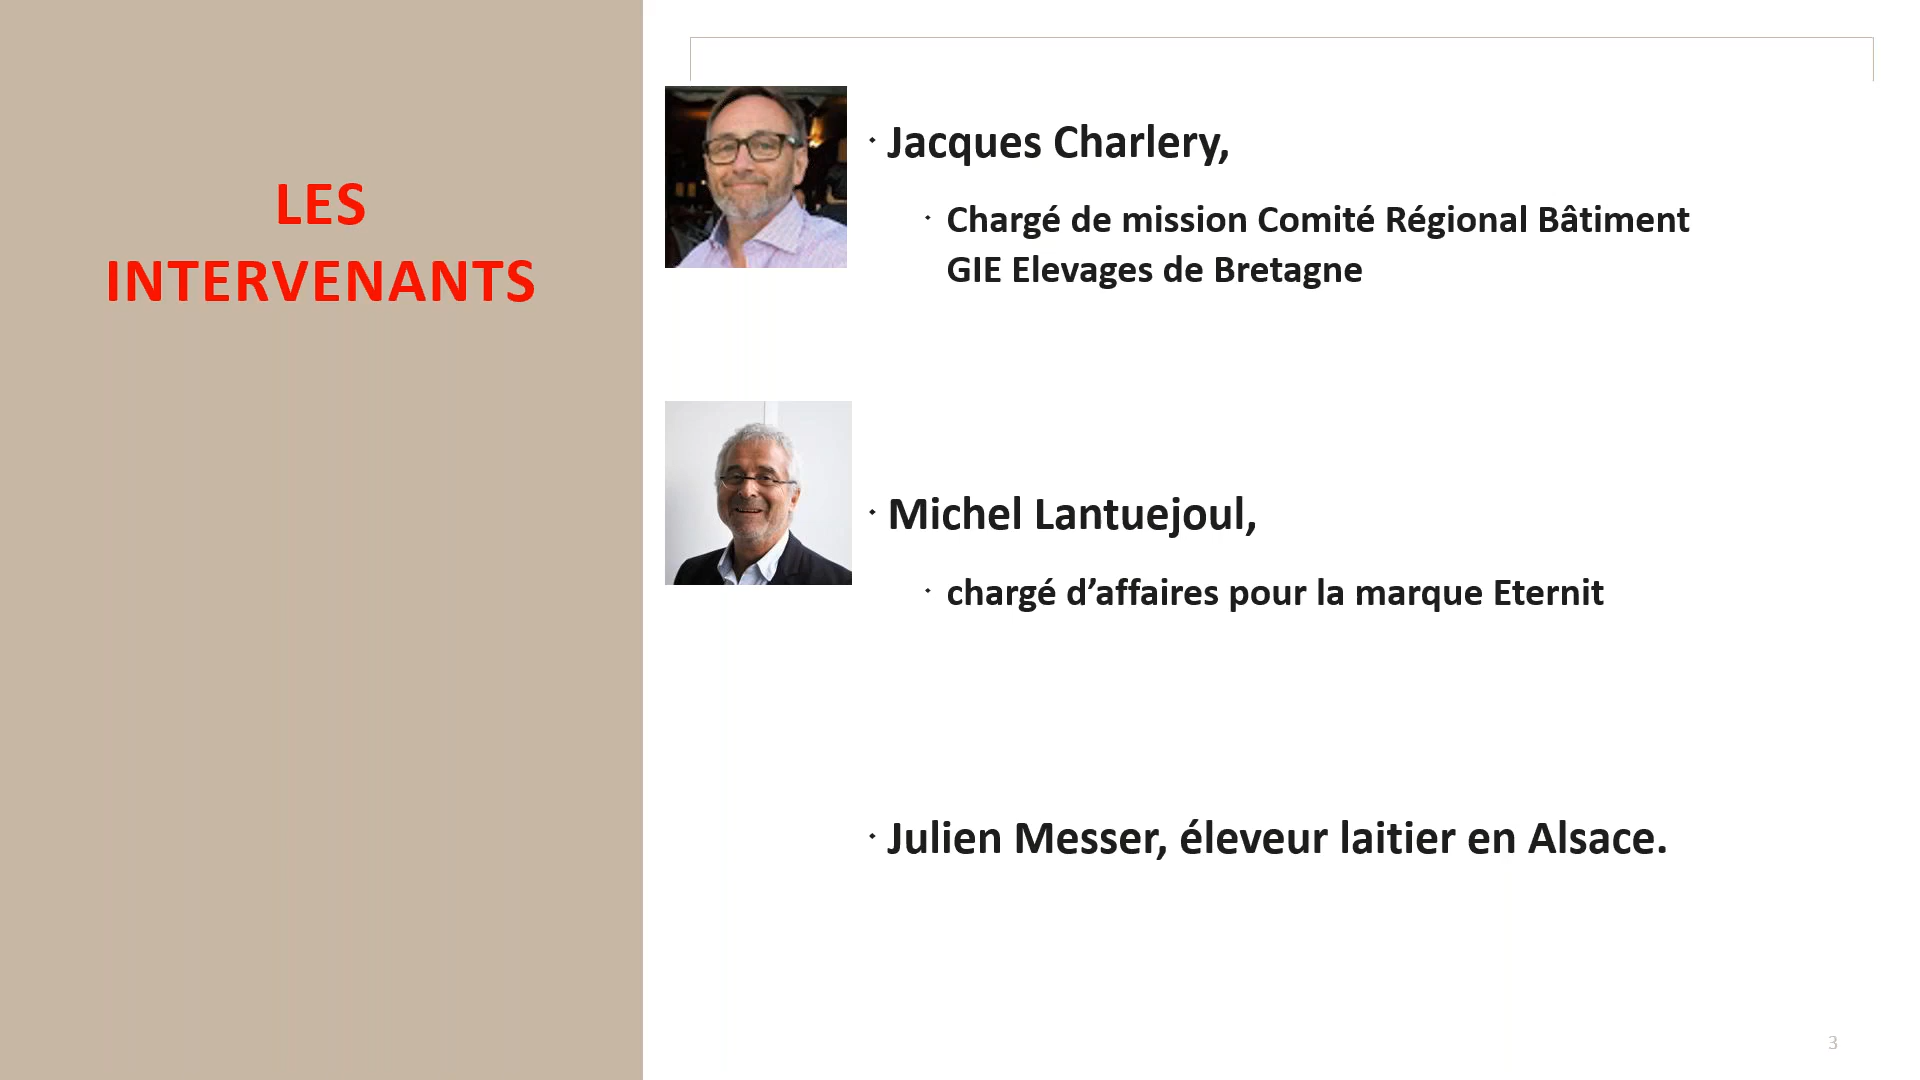 LES
INTERVENANTS
Jacques Charlery,
Chargé de mission Comité Régional Bâtiment
GIE Elevages de Bretagne
Michel Lantuejoul,
chargé d’affaires pour la marque Eternit
Julien Messer, éleveur laitier en Alsace.
3